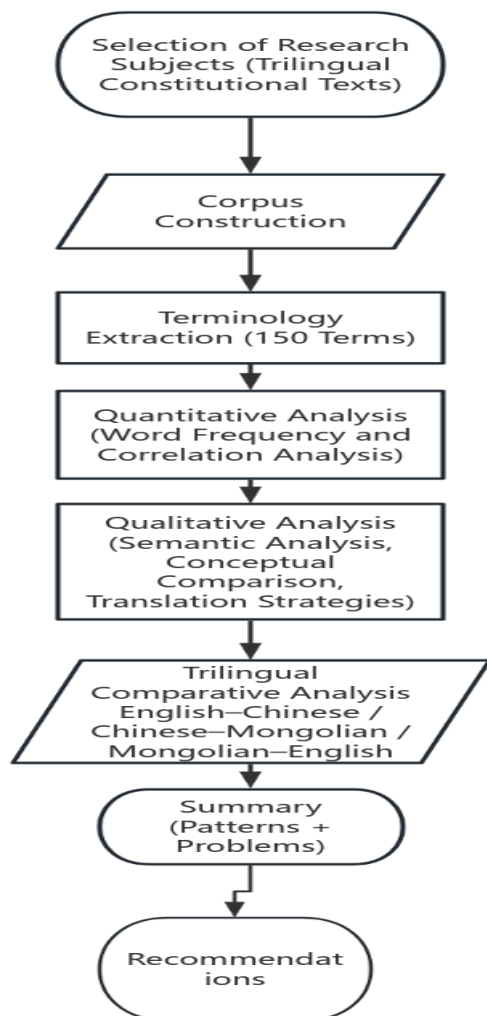 Selection of Research
Subjects (Trilingual
Constitutional Texts)
Corpus
Construction
Terminology
Extraction (150 Terms)
Quantitative Analysis
(Word Frequency and
Correlation Analysis)
Qualitative Analysis
(Semantic Analysis,
Conceptual
Comparison,
Translation Strategies)
Trilingual
Comparative Analysis
English–Chinese /
Chinese–Mongolian /
Mongolian–English
Summary
(Patterns +
Problems)
Recommendat
ions